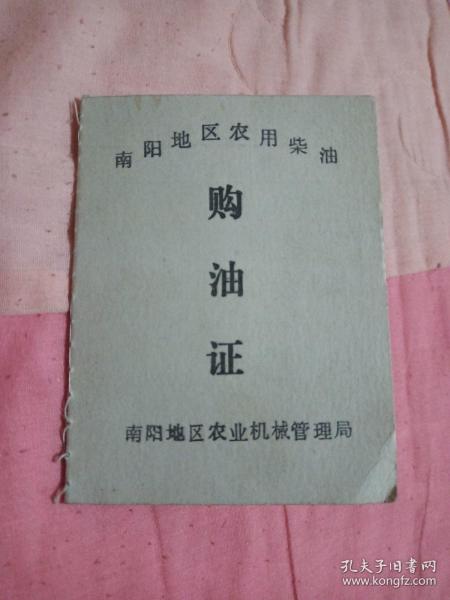 南阳地区农用柴油
购
油
证
南阳地区农业机械管理局
孔夫子旧书网
www.kongfz.com